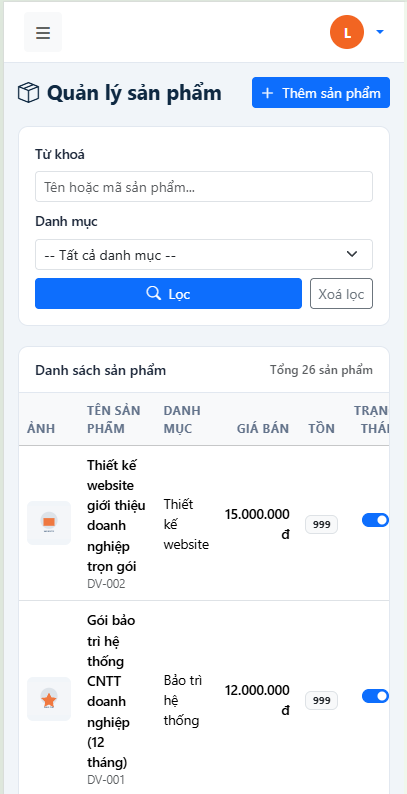 L
Quản lý sản phẩm
Thêm sản phẩm
Từ khoá
Tên hoặc mã sản phẩm...
Danh mục
-- Tất cả danh mục --
Lọc
Xoá lọc
Danh sách sản phẩm
Tổng 26 sản phẩm
ẢNH
TÊN SẢN
PHẨM
DANH
MỤC
GIÁ BÁN
TỒN
TRẠN
THÁI
Thiết kế
website
giới thiệu
doanh
nghiệp
trọn gói
DV-002
Thiết
kế
website
15.000.000
đ
999
Gói bảo
trì hệ
thống
CNTT
doanh
nghiệp
(12
tháng)
DV-001
Bảo trì
hệ
thống
12.000.000
đ
999